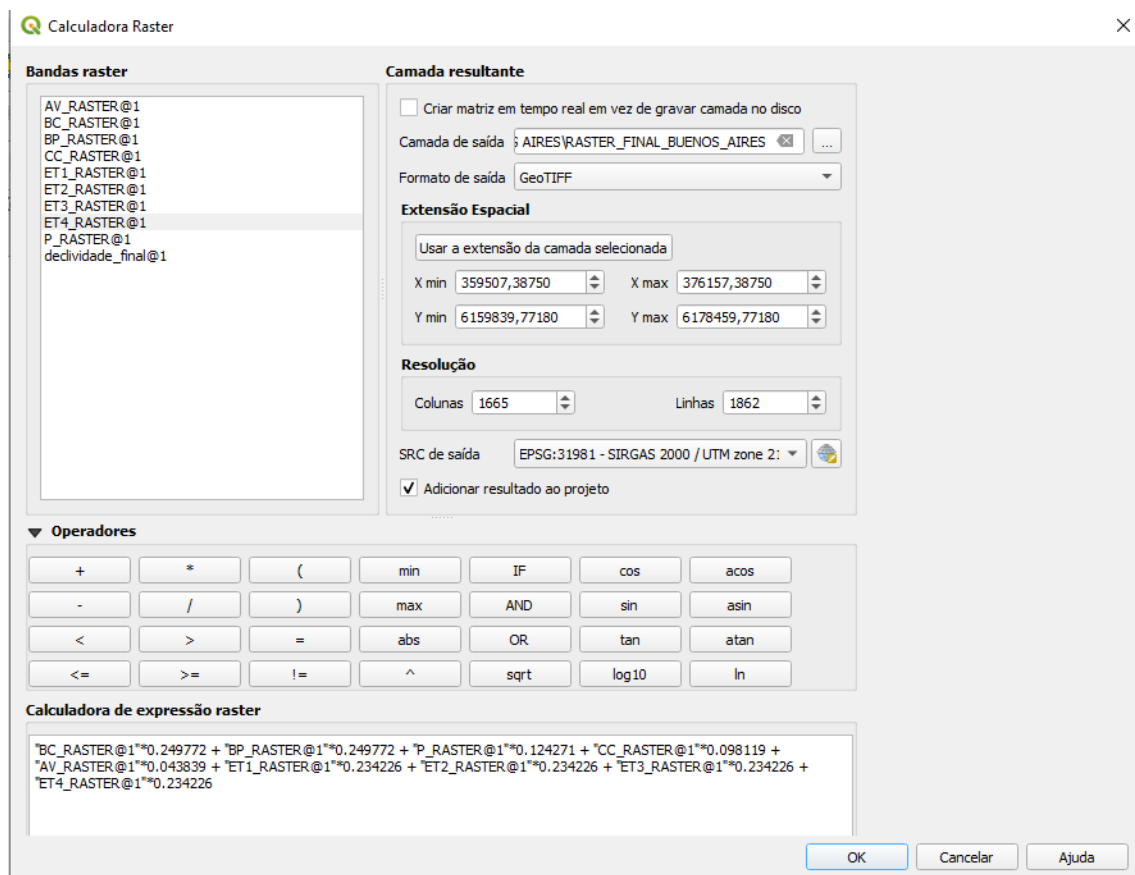 Calculadora Raster
Bandas raster
AV_RASTER@1
BC_RASTER@1
BP_RASTER@1
CC_RASTER@1
ET1_RASTER@1
ET2_RASTER@1
ET3_RASTER@1
ET4_RASTER@1
P_RASTER@1
declividade_final@1
Camada resultante
Criar matriz em tempo real em vez de gravar camada no disco
Camada de saída AIRES\RASTER_FINAL_BUENOS_AIRES ...
Formato de saída GeoTIFF
Extensão Espacial
Usar a extensão da camada selecionada
X min 359507,38750 X max 376157,38750
Y min 6159839,77180 Y max 6178459,77180
Resolução
Colunas 1665 Linhas 1862
SRC de saída EPSG:31981 - SIRGAS 2000 / UTM zone 21
Adicionar resultado ao projeto
Operadores
+ * ( min IF cos acos
- / ) max AND sin asin
< > = abs OR tan atan
<= >= != ^ sqrt log10 ln
Calculadora de expressão raster
"BC_RASTER@1"*0.249772 + "BP_RASTER@1"*0.249772 + "P_RASTER@1"*0.124271 + "CC_RASTER@1"*0.098119 +
"AV_RASTER@1"*0.043839 + "ET1_RASTER@1"*0.234226 + "ET2_RASTER@1"*0.234226 + "ET3_RASTER@1"*0.234226 +
"ET4_RASTER@1"*0.234226
OK Cancelar Ajuda